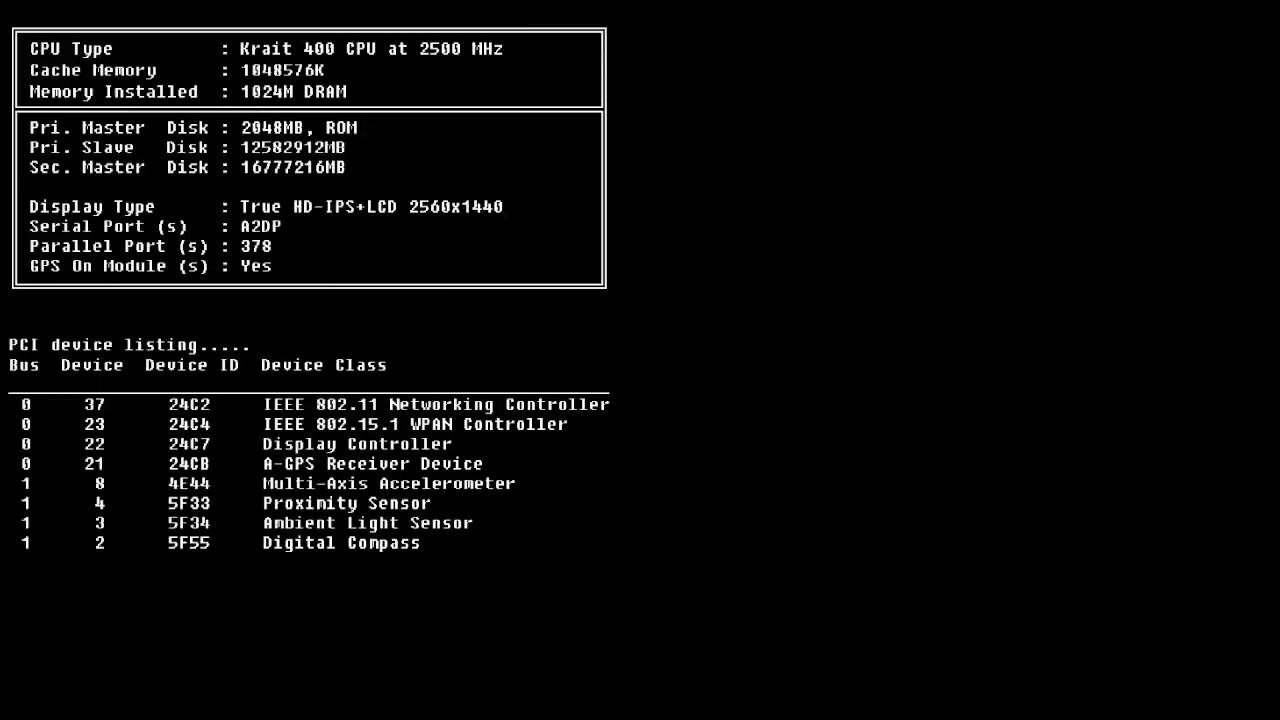 CPU Type : Krait 400 CPU at 2500 MHz
Cache Memory : 1048576K
Memory Installed : 1024M DRAM
Pri. Master Disk : 2048MB, ROM
Pri. Slave Disk : 12582912MB
Sec. Master Disk : 16777216MB
Display Type : True HD-IPS+LCD 2560x1440
Serial Port (s) : A2DP
Parallel Port (s) : 378
GPS On Module (s) : Yes
PCI device listing.....
Bus Device Device ID Device Class
0 37 24C2 IEEE 802.11 Networking Controller
0 23 24C4 IEEE 802.15.1 WPAN Controller
0 22 24C7 Display Controller
0 21 24CB A-GPS Receiver Device
1 8 4E44 Multi-Axis Accelerometer
1 4 5F33 Proximity Sensor
1 3 5F34 Ambient Light Sensor
1 2 5F55 Digital Compass